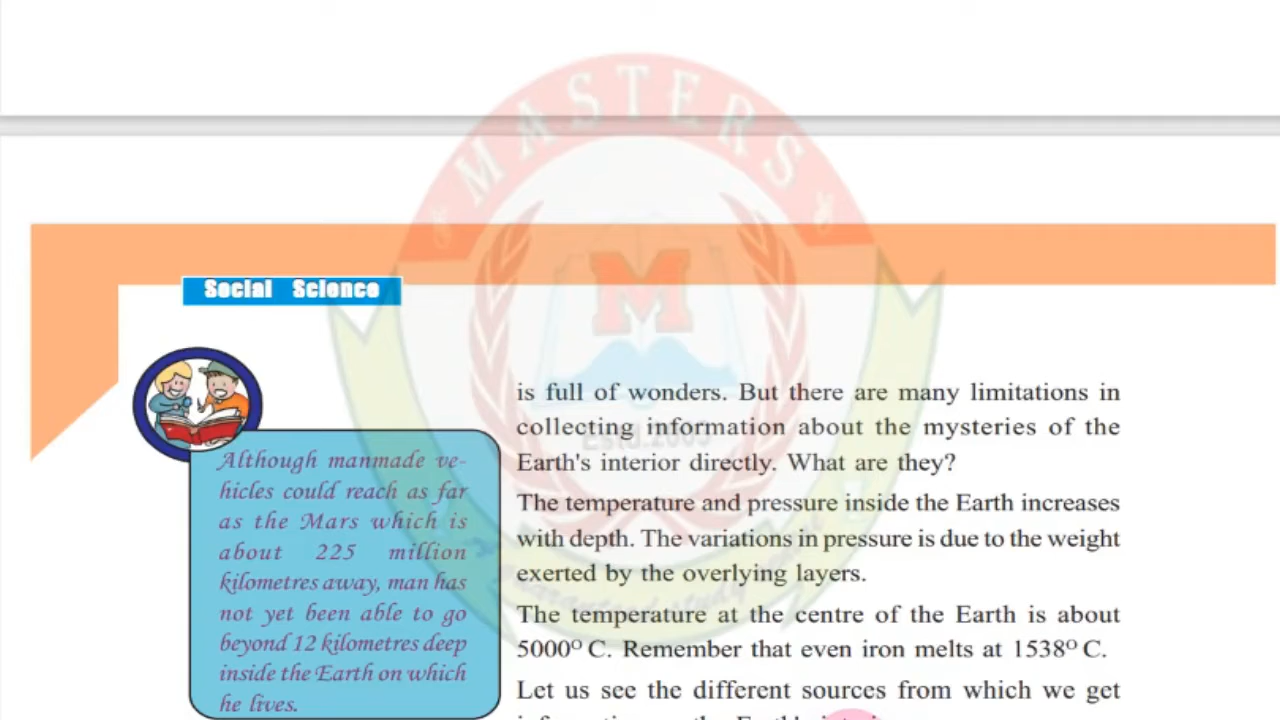 MASTERS
M
Estd.2005
Social Science
Although manmade ve-
hicles could reach as far
as the Mars which is
about 225 million
kilometres away, man has
not yet been able to go
beyond 12 kilometres deep
inside the Earth on which
he lives.
is full of wonders. But there are many limitations in
collecting information about the mysteries of the
Earth's interior directly. What are they?
The temperature and pressure inside the Earth increases
with depth. The variations in pressure is due to the weight
exerted by the overlying layers.
The temperature at the centre of the Earth is about
5000° C. Remember that even iron melts at 1538° C.
Let us see the different sources from which we get